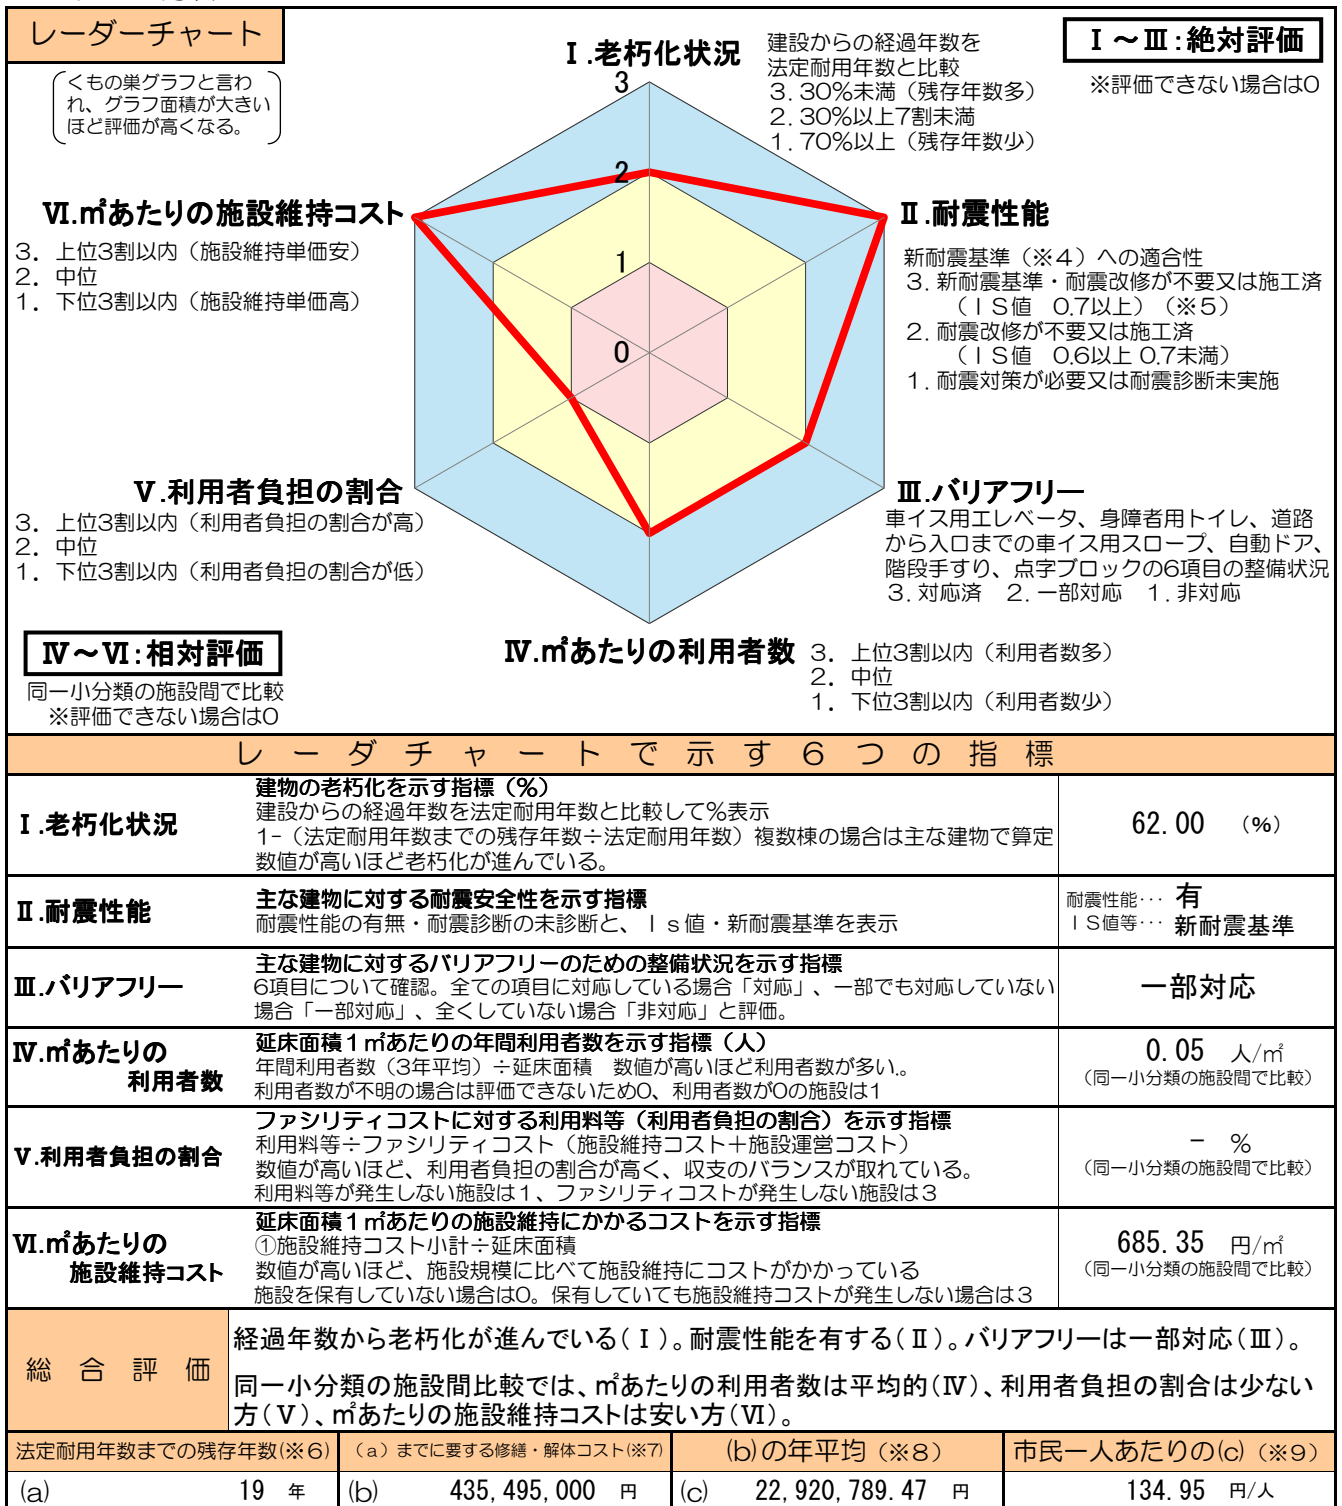 レーダーチャート
くもの巣グラフと言わ
れ、グラフ面積が大きい
ほど評価が高くなる。
Ⅰ～Ⅲ：絶対評価
※評価できない場合は0
Ⅰ.老朽化状況
建設からの経過年数を
法定耐用年数と比較
3．30%未満（残存年数多）
2．30%以上7割未満
1．70%以上（残存年数少）
3
2
1
0
Ⅵ.㎡あたりの施設維持コスト
3．上位3割以内（施設維持単価安）
2．中位
1．下位3割以内（施設維持単価高）
Ⅱ.耐震性能
新耐震基準（※4）への適合性
3．新耐震基準・耐震改修が不要又は施工済
（ＩＳ値　0.7以上）（※5）
2．耐震改修が不要又は施工済
（ＩＳ値　0.6以上 0.7未満）
1．耐震対策が必要又は耐震診断未実施
Ⅴ.利用者負担の割合
3．上位3割以内（利用者負担の割合が高）
2．中位
1．下位3割以内（利用者負担の割合が低）
Ⅲ.バリアフリー
車イス用エレベータ、身障者用トイレ、道路
から入口までの車イス用スロープ、自動ドア、
階段手すり、点字ブロックの6項目の整備状況
3．対応済　2．一部対応　1．非対応
Ⅳ～Ⅵ：相対評価
同一小分類の施設間で比較
※評価できない場合は0
Ⅳ.㎡あたりの利用者数
3．上位3割以内（利用者数多）
2．中位
1．下位3割以内（利用者数少）
レーダチャートで示す6つの指標
Ⅰ.老朽化状況
建物の老朽化を示す指標（%）
建設からの経過年数を法定耐用年数と比較して%表示
1-（法定耐用年数までの残存年数÷法定耐用年数）複数棟の場合は主な建物で算定
数値が高いほど老朽化が進んでいる。
62.00　（%）
Ⅱ.耐震性能
主な建物に対する耐震安全性を示す指標
耐震性能の有無・耐震診断の未診断と、Ｉｓ値・新耐震基準を表示
耐震性能･･･ 有
ＩＳ値等･･･ 新耐震基準
Ⅲ.バリアフリー
主な建物に対するバリアフリーのための整備状況を示す指標
6項目について確認。全ての項目に対応している場合「対応」、一部でも対応していない
場合「一部対応」、全くしていない場合「非対応」と評価。
一部対応
Ⅳ.㎡あたりの
利用者数
延床面積１㎡あたりの年間利用者数を示す指標（人）
年間利用者数（3年平均）÷延床面積　数値が高いほど利用者数が多い。
利用者数が不明の場合は評価できないため0、利用者数が0の施設は1
0.05　人/㎡
（同一小分類の施設間で比較）
Ⅴ.利用者負担の割合
ファシリティコストに対する利用料等（利用者負担の割合）を示す指標
利用料等÷ファシリティコスト（施設維持コスト＋施設運営コスト）
数値が高いほど、利用者負担の割合が高く、収支のバランスが取れている。
利用料等が発生しない施設は１、ファシリティコストが発生しない施設は３
-　%
（同一小分類の施設間で比較）
Ⅵ.㎡あたりの
施設維持コスト
延床面積１㎡あたりの施設維持にかかるコストを示す指標
①施設維持コスト小計÷延床面積
数値が高いほど、施設規模に比べて施設維持にコストがかかっている
施設を保有していない場合は0。保有していても施設維持コストが発生しない場合は３
685.35　円/㎡
（同一小分類の施設間で比較）
総合評価
経過年数から老朽化が進んでいる（Ⅰ）。耐震性能を有する（Ⅱ）。バリアフリーは一部対応（Ⅲ）。
同一小分類の施設間比較では、㎡あたりの利用者数は平均的（Ⅳ）、利用者負担の割合は少ない
方（Ⅴ）、㎡あたりの施設維持コストは安い方（Ⅵ）。
法定耐用年数までの残存年数(※6)　（a）までに要する修繕・解体コスト(※7)　(b)の年平均（※8）　市民一人あたりの(c)（※9）
(a)　19　年　(b)　435,495,000　円　(c)　22,920,789.47　円　134.95　円/人